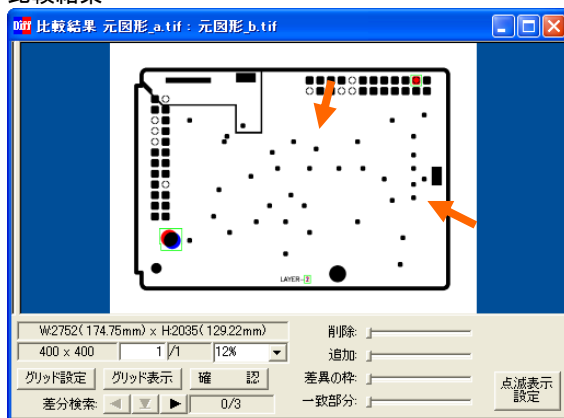 比較結果
Diff 比較結果 元図形_a.tif : 元図形_b.tif
LAYER-
W:2752( 174.75mm) x H:2035( 129.22mm)
400 x 400 1 /1 12%
グリッド設定 グリッド表示 確 認
差分検索: 0/3
削除:
追加:
差異の枠:
一致部分:
点滅表示
設定